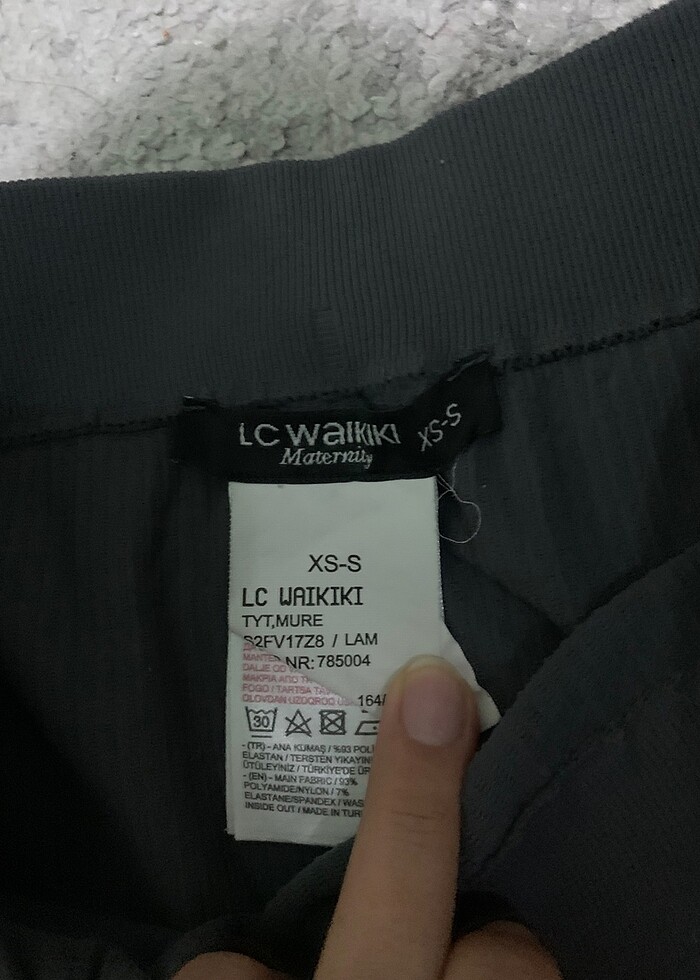 LC WAIKIKI
Maternity
XS-S
XS-S
LC WAIKIKI
TYT,MURE
S2FV17Z8 / LAM
NR: 785004
164/
30
- (TR) - ANA KUMAŞ / %93 POLİ
ELASTAN / TERSTEN YIKAYIN
ÜTÜLEYİNİZ / TÜRKİYE'DE ÜR
- (EN) - MAIN FABRIC / 93%
POLYAMIDE/NYLON / 7%
ELASTANE/SPANDEX / WAS
INSIDE OUT / MADE IN TUR